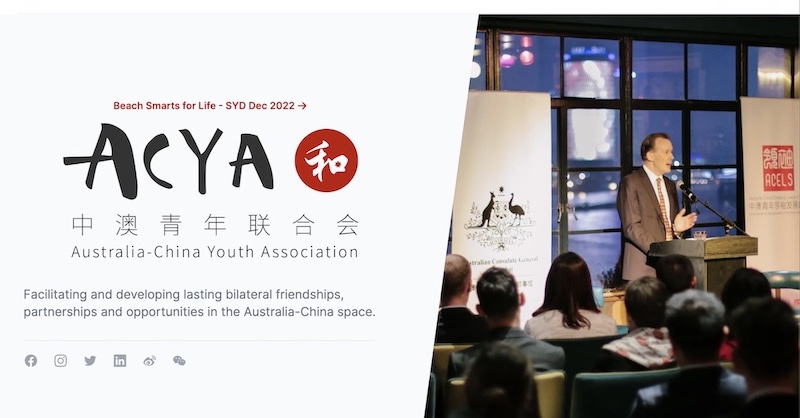 Beach Smarts for Life - SYD Dec 2022 →
ACYA 和
中澳青年联合会
Australia-China Youth Association
Facilitating and developing lasting bilateral friendships,
partnerships and opportunities in the Australia-China space.
Australian Consulate General
ACELS